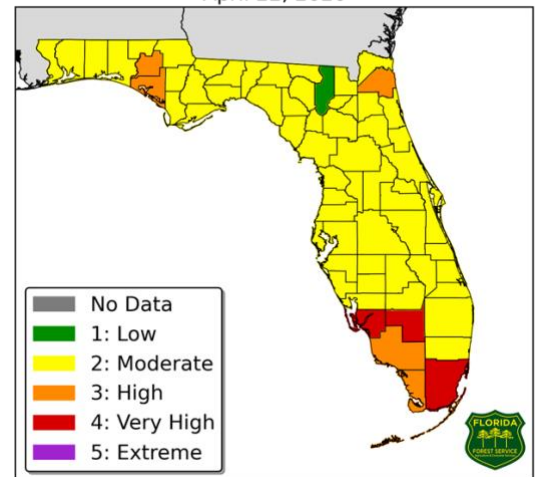 No Data
1: Low
2: Moderate
3: High
4: Very High
5: Extreme
FLORIDA
FOREST SERVICE